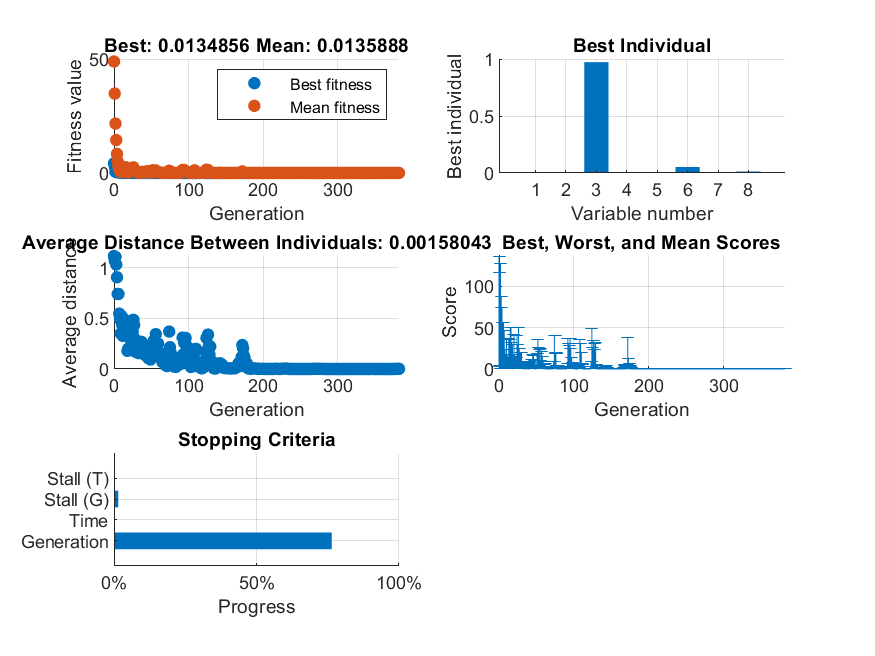 Best: 0.0134856 Mean: 0.0135888
Fitness value
50
0
Best fitness
Mean fitness
0 100 200 300
Generation
Best Individual
Best individual
1
0.5
0
1 2 3 4 5 6 7 8
Variable number
Average Distance Between Individuals: 0.00158043
Average distance
1
0.5
0
0 100 200 300
Generation
Best, Worst, and Mean Scores
Score
100
50
0
0 100 200 300
Generation
Stopping Criteria
Stall (T)
Stall (G)
Time
Generation
0% 50% 100%
Progress